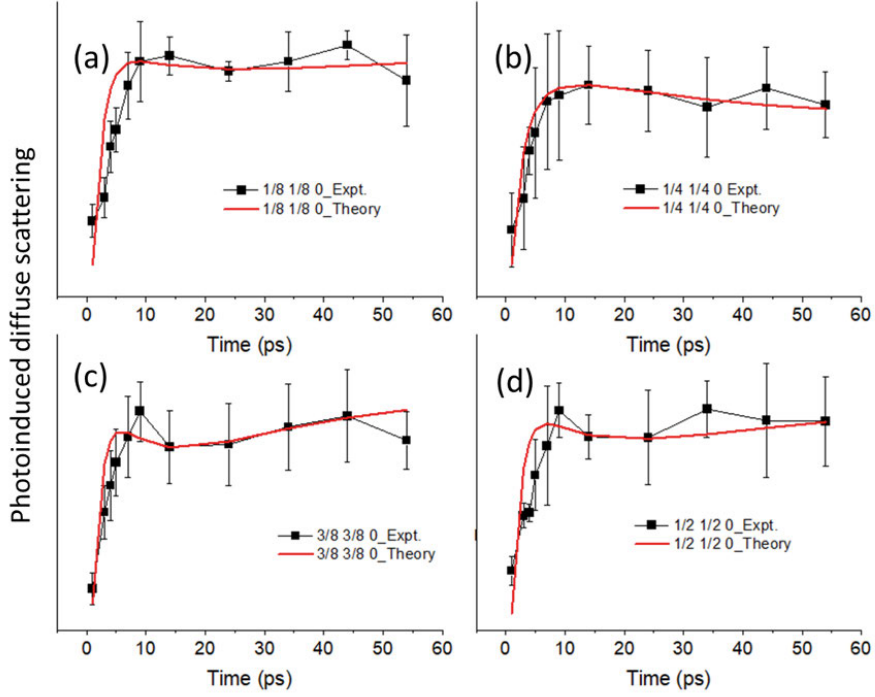 Photoinduced diffuse scattering
(a)
1/8 1/8 0_Expt.
1/8 1/8 0_Theory
0 10 20 30 40 50 60
Time (ps)
(b)
1/4 1/4 0 Expt.
1/4 1/4 0_Theory
0 10 20 30 40 50 60
Time (ps)
(c)
3/8 3/8 0_Expt.
3/8 3/8 0_Theory
0 10 20 30 40 50 60
Time (ps)
(d)
1/2 1/2 0_Expt.
1/2 1/2 0_Theory
0 10 20 30 40 50 60
Time (ps)